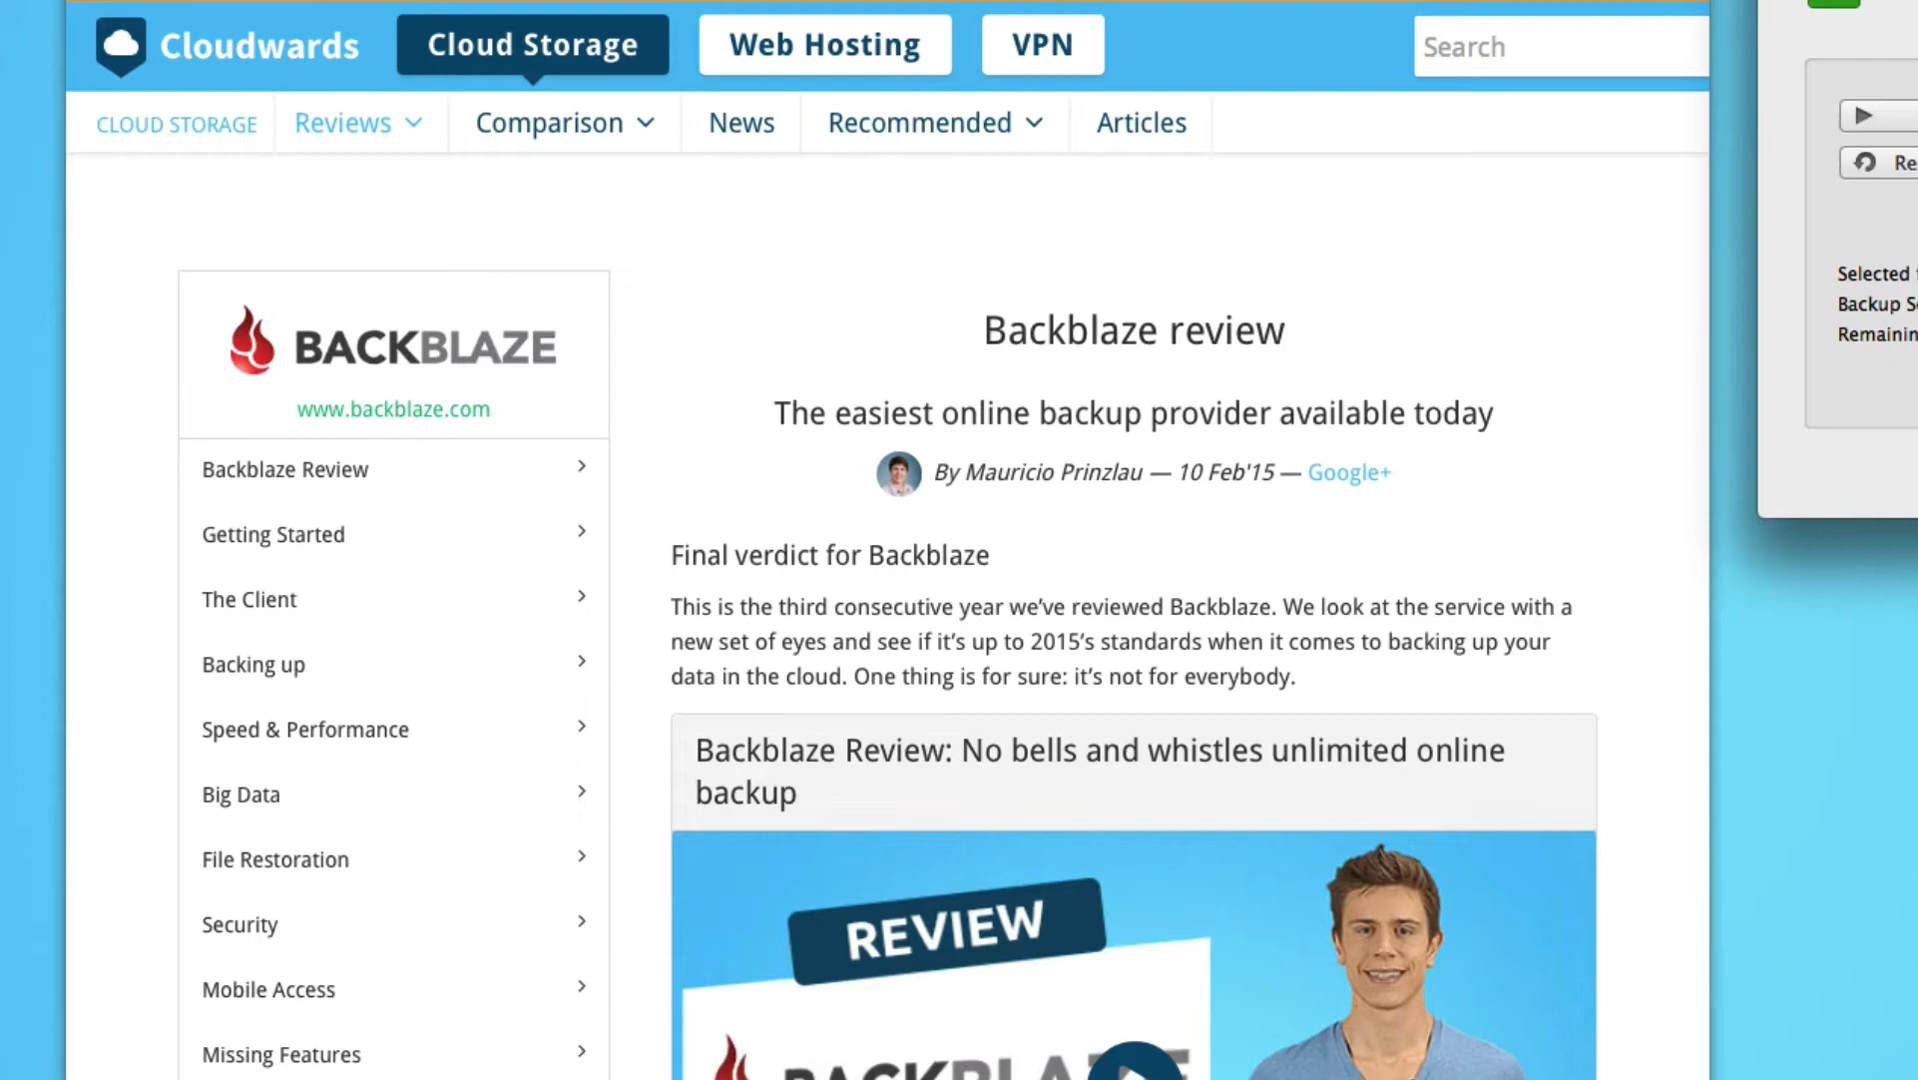 Cloudwards
Cloud Storage
Web Hosting
VPN
Search
CLOUD STORAGE
Reviews
Comparison
News
Recommended
Articles
BACKBLAZE
www.backblaze.com
Backblaze Review
Getting Started
The Client
Backing up
Speed & Performance
Big Data
File Restoration
Security
Mobile Access
Missing Features
Backblaze review
The easiest online backup provider available today
By Mauricio Prinzlau — 10 Feb'15 — Google+
Final verdict for Backblaze
This is the third consecutive year we’ve reviewed Backblaze. We look at the service with a
new set of eyes and see if it’s up to 2015’s standards when it comes to backing up your
data in the cloud. One thing is for sure: it’s not for everybody.
Backblaze Review: No bells and whistles unlimited online
backup
REVIEW
BACKBLAZE
Selected
Backup